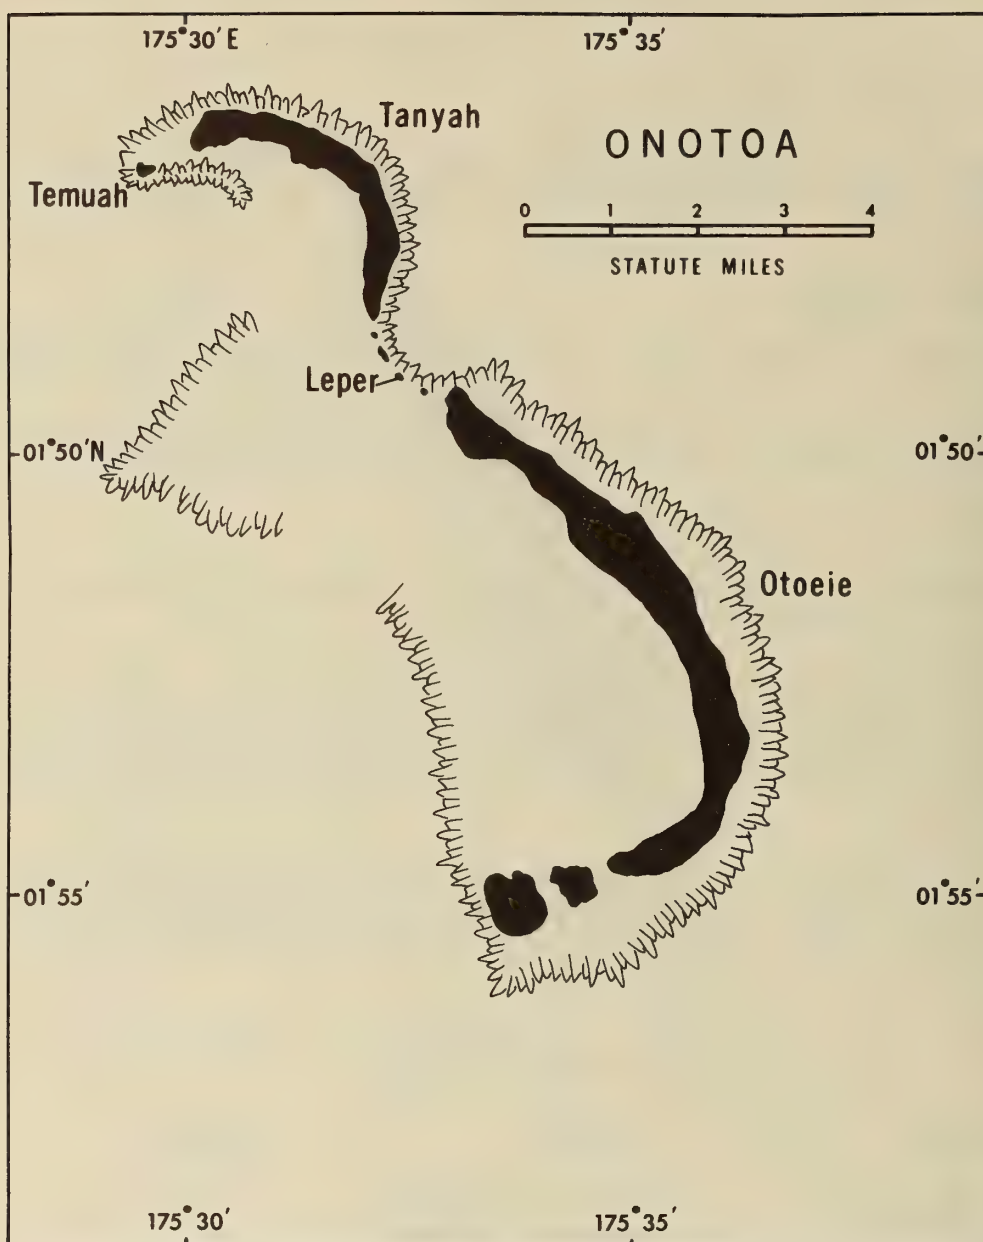 175°30'E
175°35'
Tanyah
ONOTOA
Temuah
0 1 2 3 4
STATUTE MILES
Leper
01°50'N
01°50'
Otoeie
01°55'
01°55'
175°30'
175°35'